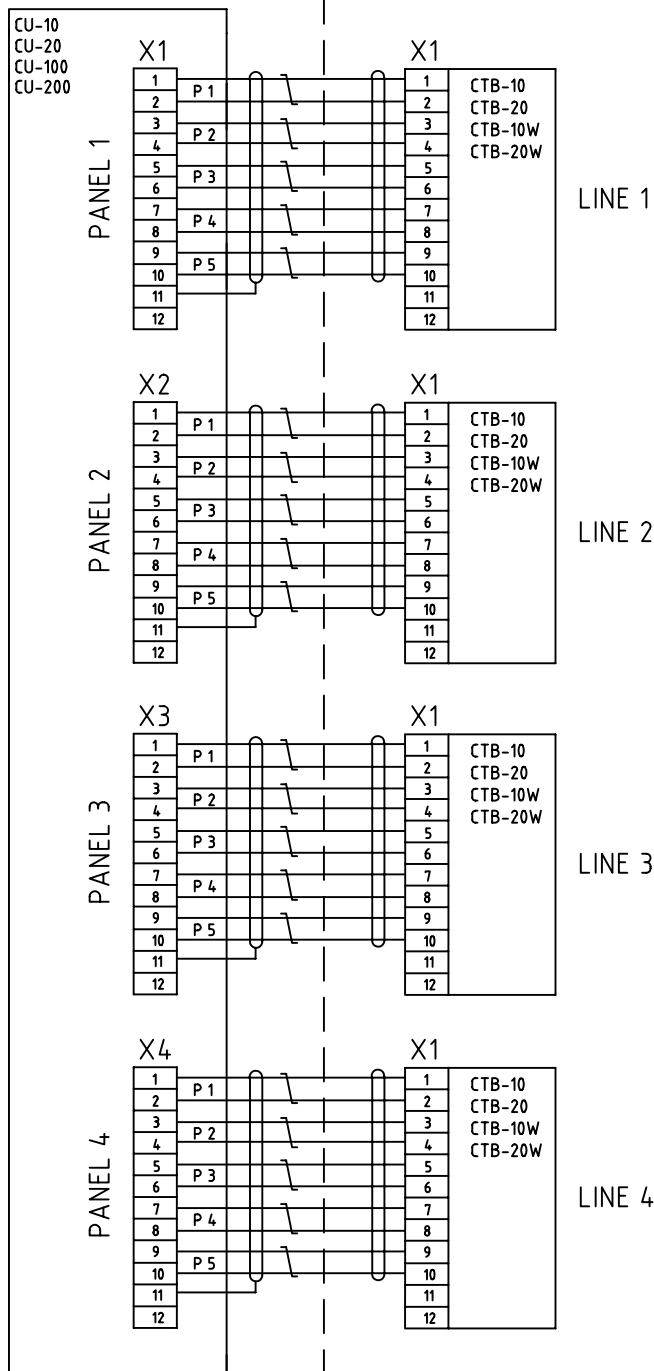 CU-10
CU-20
CU-100
CU-200
PANEL 1
X1
1
2
3
4
5
6
7
8
9
10
11
12
P 1
P 2
P 3
P 4
P 5
X1
1
2
3
4
5
6
7
8
9
10
11
12
CTB-10
CTB-20
CTB-10W
CTB-20W
LINE 1
PANEL 2
X2
1
2
3
4
5
6
7
8
9
10
11
12
P 1
P 2
P 3
P 4
P 5
X1
1
2
3
4
5
6
7
8
9
10
11
12
CTB-10
CTB-20
CTB-10W
CTB-20W
LINE 2
PANEL 3
X3
1
2
3
4
5
6
7
8
9
10
11
12
P 1
P 2
P 3
P 4
P 5
X1
1
2
3
4
5
6
7
8
9
10
11
12
CTB-10
CTB-20
CTB-10W
CTB-20W
LINE 3
PANEL 4
X4
1
2
3
4
5
6
7
8
9
10
11
12
P 1
P 2
P 3
P 4
P 5
X1
1
2
3
4
5
6
7
8
9
10
11
12
CTB-10
CTB-20
CTB-10W
CTB-20W
LINE 4